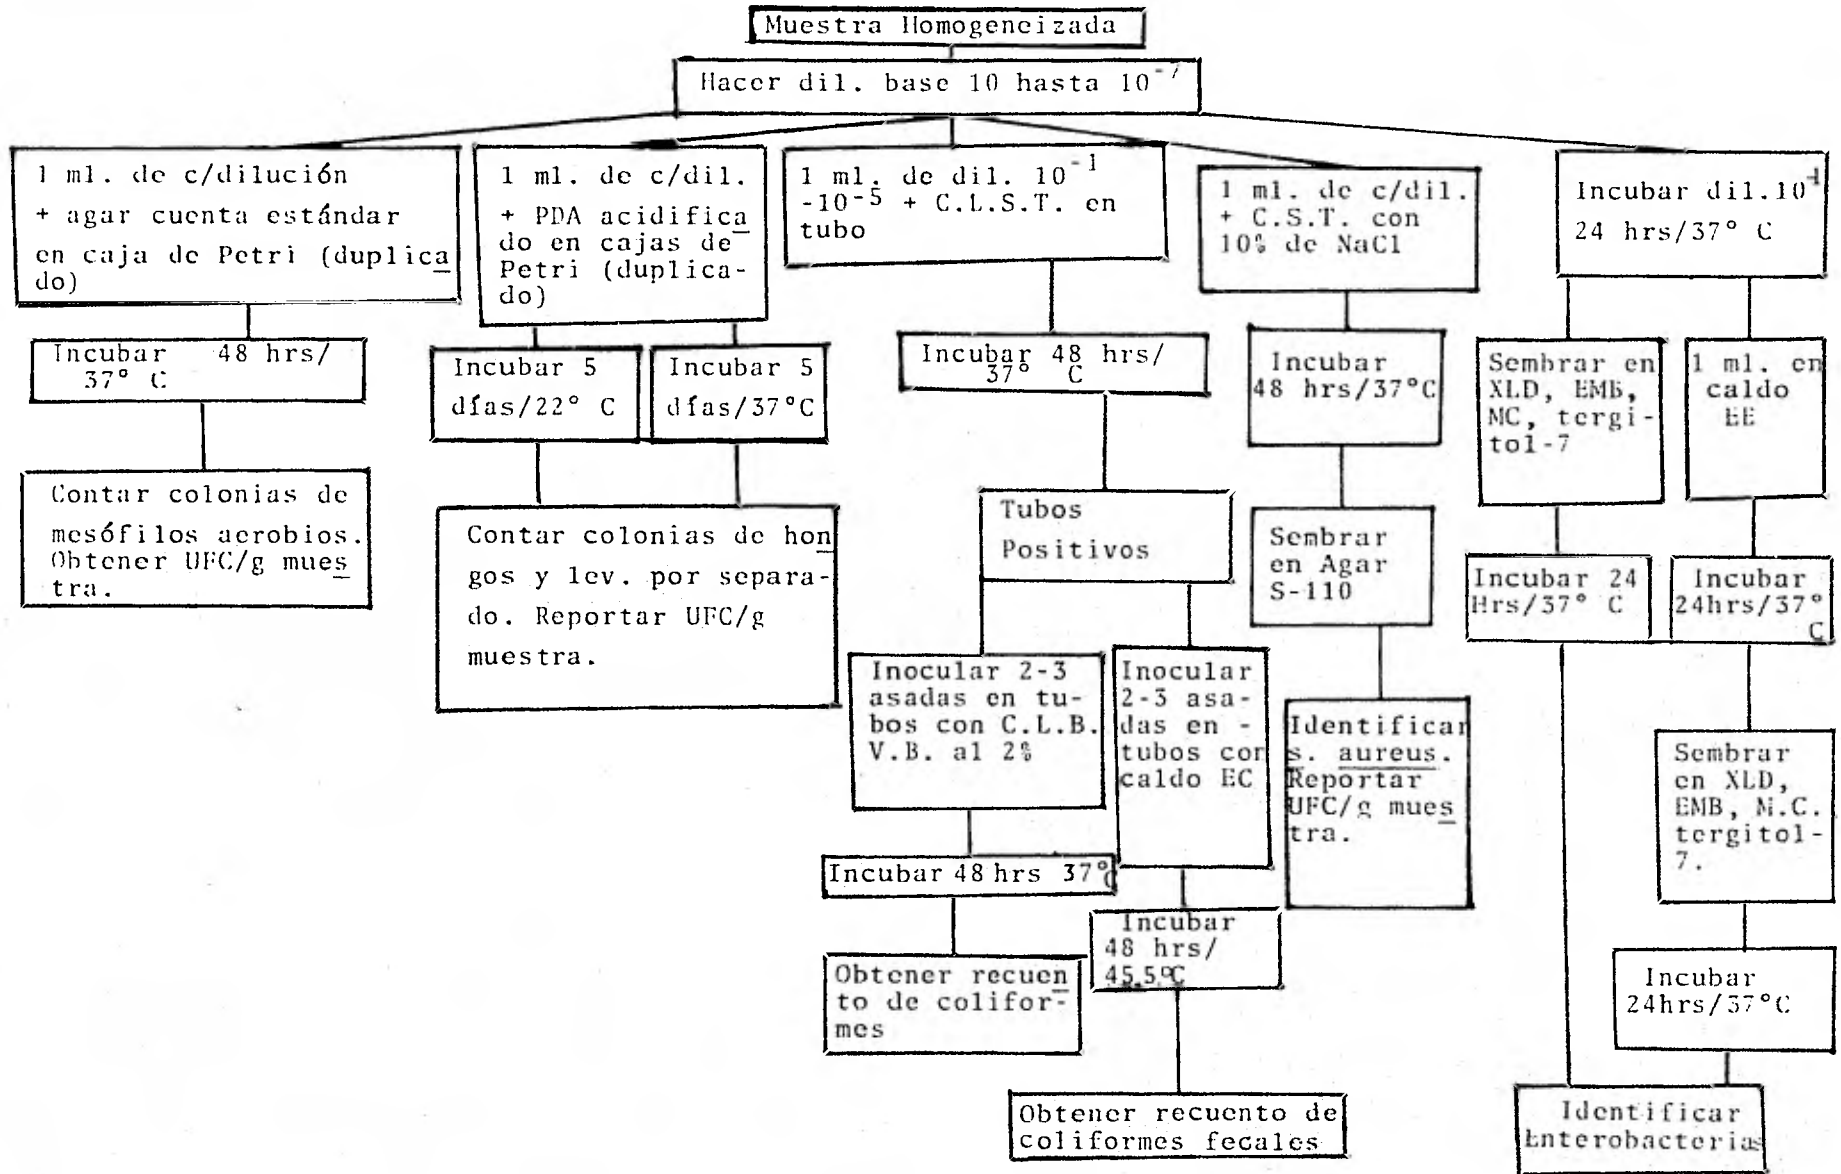 Muestra Homogeneizada
Hacer dil. base 10 hasta 10⁻⁷
1 ml. de c/dilución
+ agar cuenta estándar
en caja de Petri (duplica
do)
Incubar 48 hrs/
37° C
Contar colonias de
mesófilos aerobios.
Obtener UFC/g mues
tra.
1 ml. de c/dil.
+ PDA acidifica
do en cajas de
Petri (duplica-
do)
Incubar 5
días/22° C
Incubar 5
días/37°C
Contar colonias de hon
gos y lev. por separa-
do. Reportar UFC/g
muestra.
1 ml. de dil. 10⁻¹
-10⁻⁵ + C.L.S.T. en
tubo
Incubar 48 hrs/
37° C
Tubos
Positivos
Inocular 2-3
asadas en tu-
bos con C.L.B.
V.B. al 2%
Incubar 48 hrs 37°C
Obtener recuen
to de colifor-
mes
Inocular
2-3 asa-
das en -
tubos con
caldo EC
Incubar
48 hrs/
45.5°C
Obtener recuento de
coliformes fecales
1 ml. de c/dil.
+ C.S.T. con
10% de NaCl
Incubar
48 hrs/37°C
Sembrar
en Agar
S-110
Identificar
s. aureus.
Reportar
UFC/g mues
tra.
Incubar dil.10⁻¹
24 hrs/37° C
Sembrar en
XLD, EMB,
MC, tergi-
tol-7
Incubar 24
Hrs/37° C
1 ml. en
caldo
EE
Incubar
24hrs/37°
C
Sembrar
en XLD,
EMB, M.C.
tergitol-
7.
Incubar
24hrs/37°C
Identificar
Enterobacterias